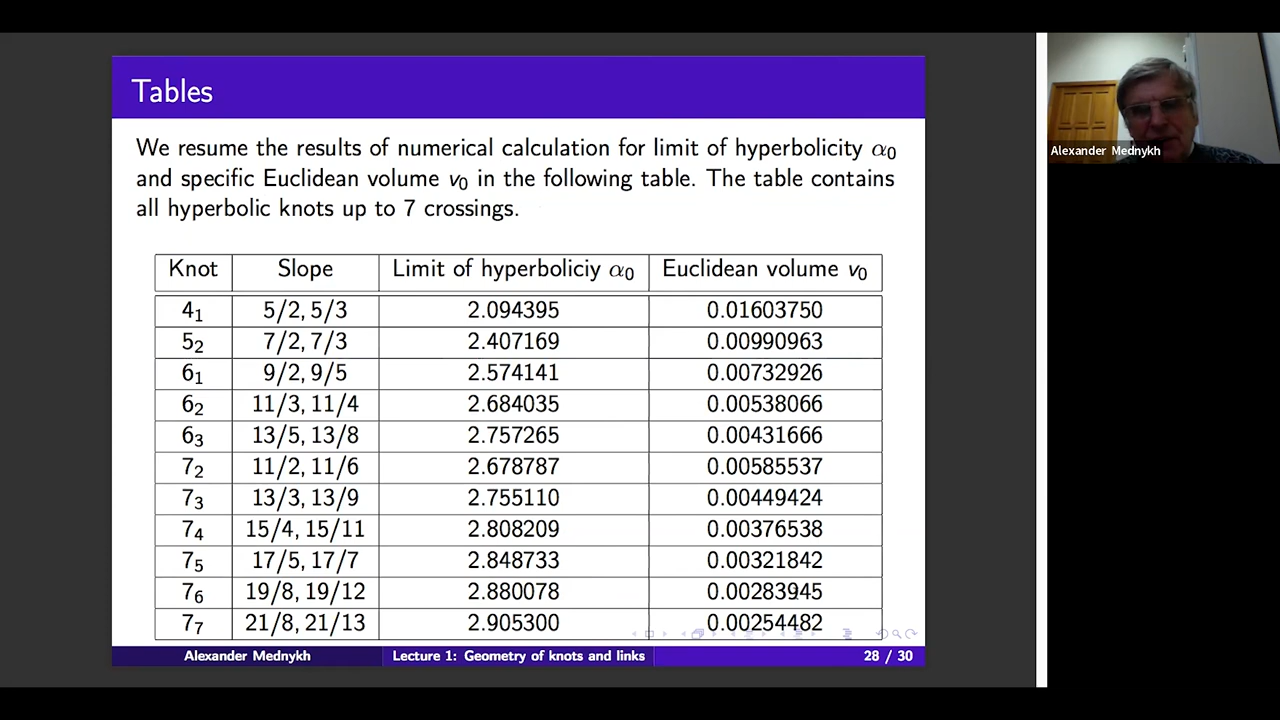 Tables
We resume the results of numerical calculation for limit of hyperbolicity α₀
and specific Euclidean volume v₀ in the following table. The table contains
all hyperbolic knots up to 7 crossings.
Knot Slope Limit of hyperboliciy α₀ Euclidean volume v₀
4₁ 5/2, 5/3 2.094395 0.01603750
5₂ 7/2, 7/3 2.407169 0.00990963
6₁ 9/2, 9/5 2.574141 0.00732926
6₂ 11/3, 11/4 2.684035 0.00538066
6₃ 13/5, 13/8 2.757265 0.00431666
7₂ 11/2, 11/6 2.678787 0.00585537
7₃ 13/3, 13/9 2.755110 0.00449424
7₄ 15/4, 15/11 2.808209 0.00376538
7₅ 17/5, 17/7 2.848733 0.00321842
7₆ 19/8, 19/12 2.880078 0.00283945
7₇ 21/8, 21/13 2.905300 0.00254482
Alexander Mednykh Lecture 1: Geometry of knots and links 28 / 30
Alexander Mednykh